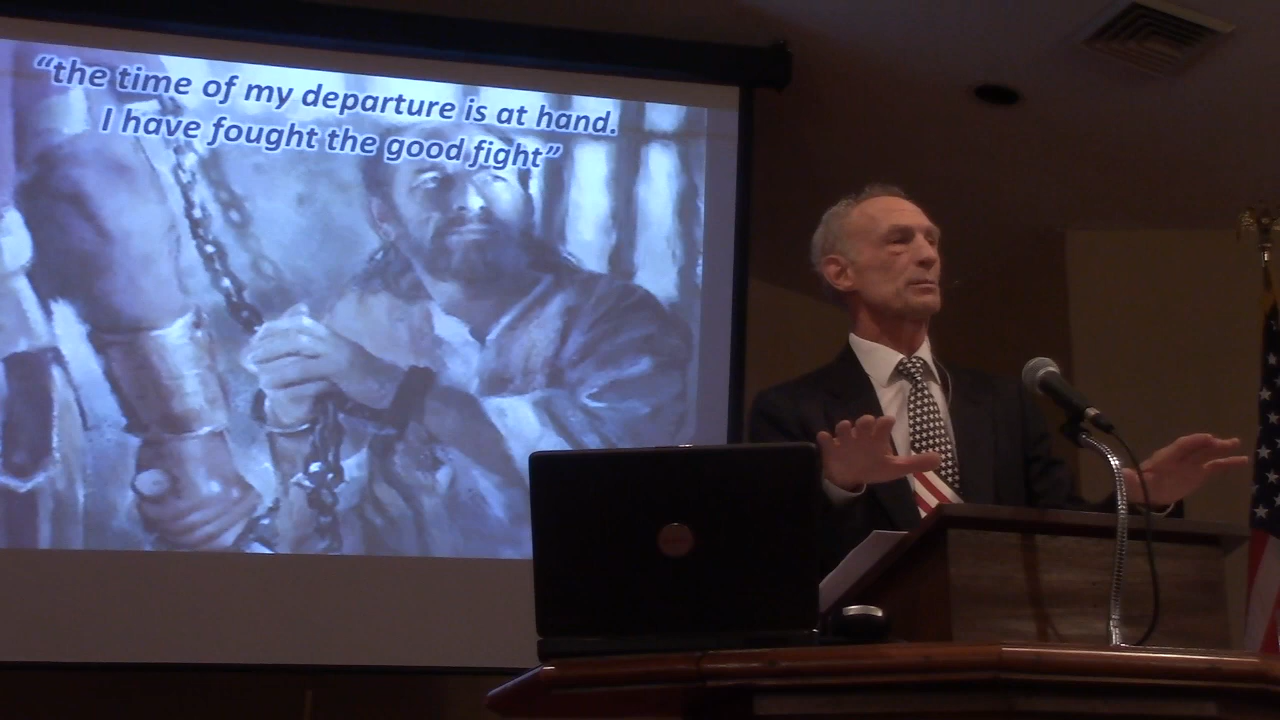 “the time of my departure is at hand.
I have fought the good fight”